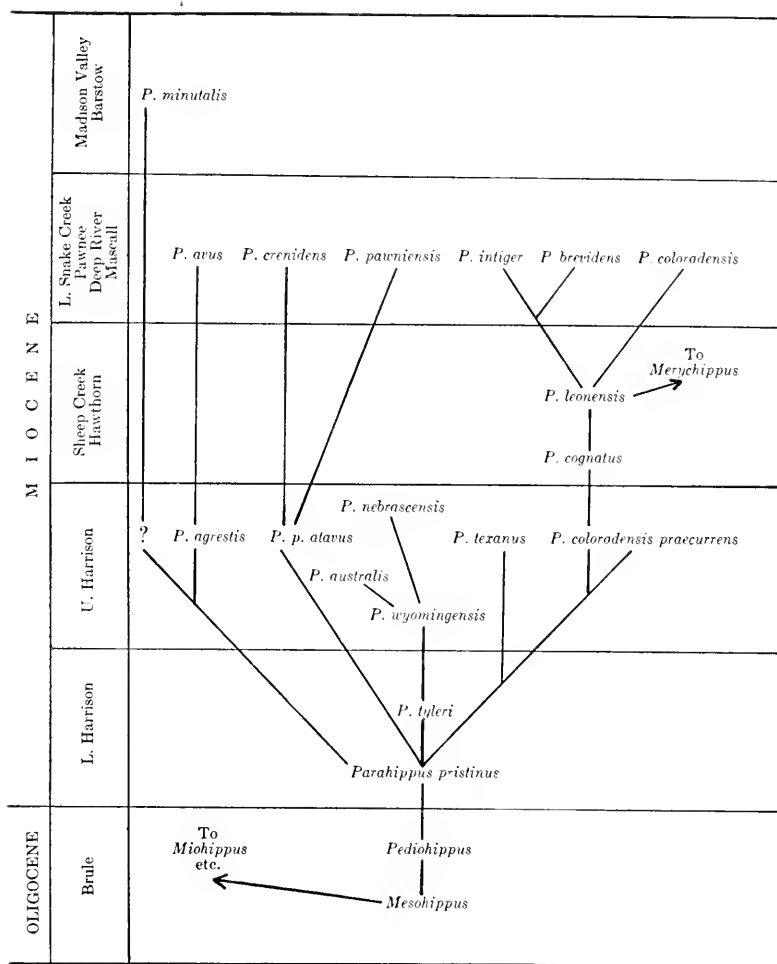 MIOCENE
OLIGOCENE
Madison Valley
Barstow
P. minutalis
L. Snake Creek
Pawnee
Deep River
Mascall
P. avus
P. crenidens
P. pawniensis
P. intiger
P. brevidens
P. coloradensis
Sheep Creek
Hawthorn
To
Merychippus
P. leonensis
P. cognatus
U. Harrison
P. nebrascensis
?
P. agrestis
P. p. atavus
P. texanus
P. coloradensis praecurrens
P. australis
P. wyomingensis
L. Harrison
P. tyleri
Parahippus pristinus
Brule
To
Miohippus
etc.
Pediohippus
Mesohippus